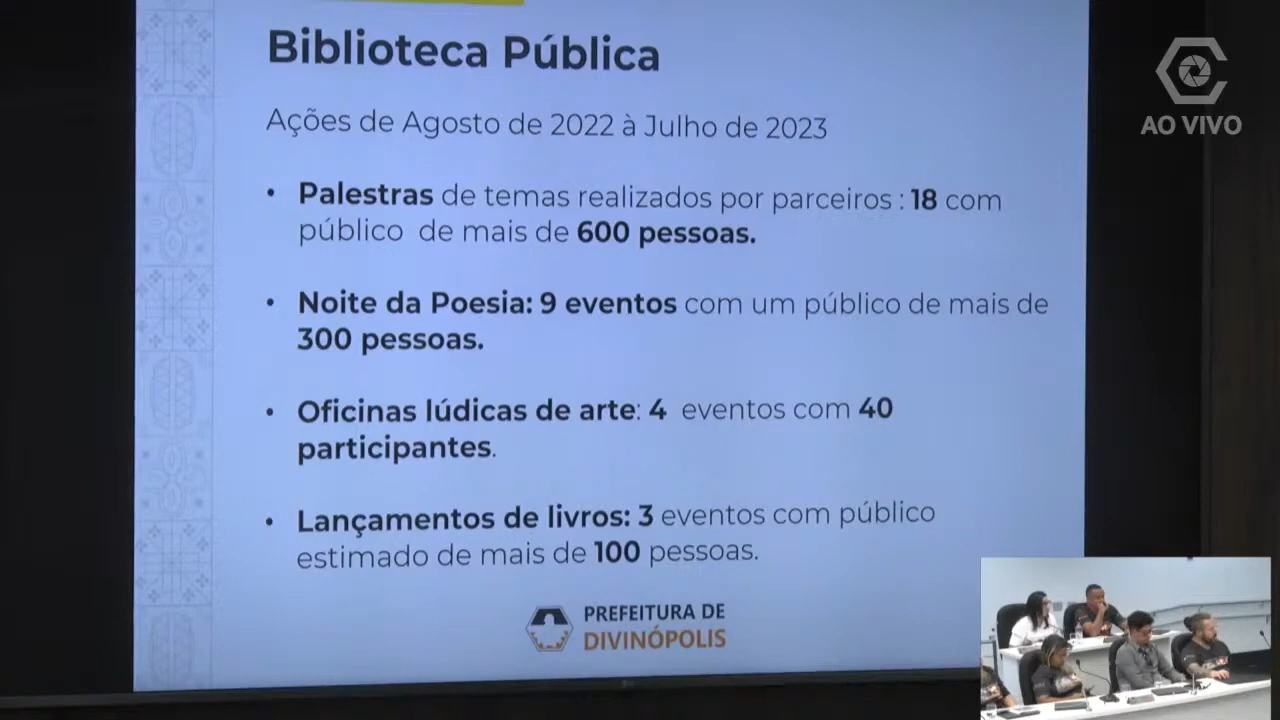 Biblioteca Pública
AO VIVO
Ações de Agosto de 2022 à Julho de 2023
• Palestras de temas realizados por parceiros : 18 com
público de mais de 600 pessoas.
• Noite da Poesia: 9 eventos com um público de mais de
300 pessoas.
• Oficinas lúdicas de arte: 4 eventos com 40
participantes.
• Lançamentos de livros: 3 eventos com público
estimado de mais de 100 pessoas.
PREFEITURA DE
DIVINÓPOLIS